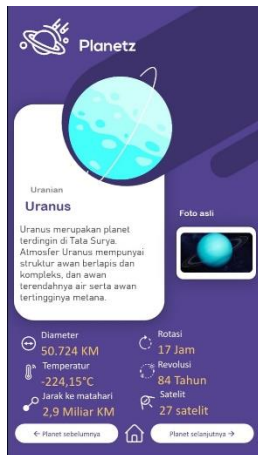 Planetz
Uranian
Uranus
Uranus merupakan planet
terdingin di Tata Surya.
Atmosfer Uranus mempunyai
struktur awan berlapis dan
kompleks, dan awan
terendahnya air serta awan
tertingginya metana.
Foto asli
Diameter
50.724 KM
Rotasi
17 Jam
Temperatur
-224,15°C
Revolusi
84 Tahun
Jarak ke matahari
2,9 Miliar KM
Satelit
27 satelit
← Planet sebelumnya
Planet selanjutnya →